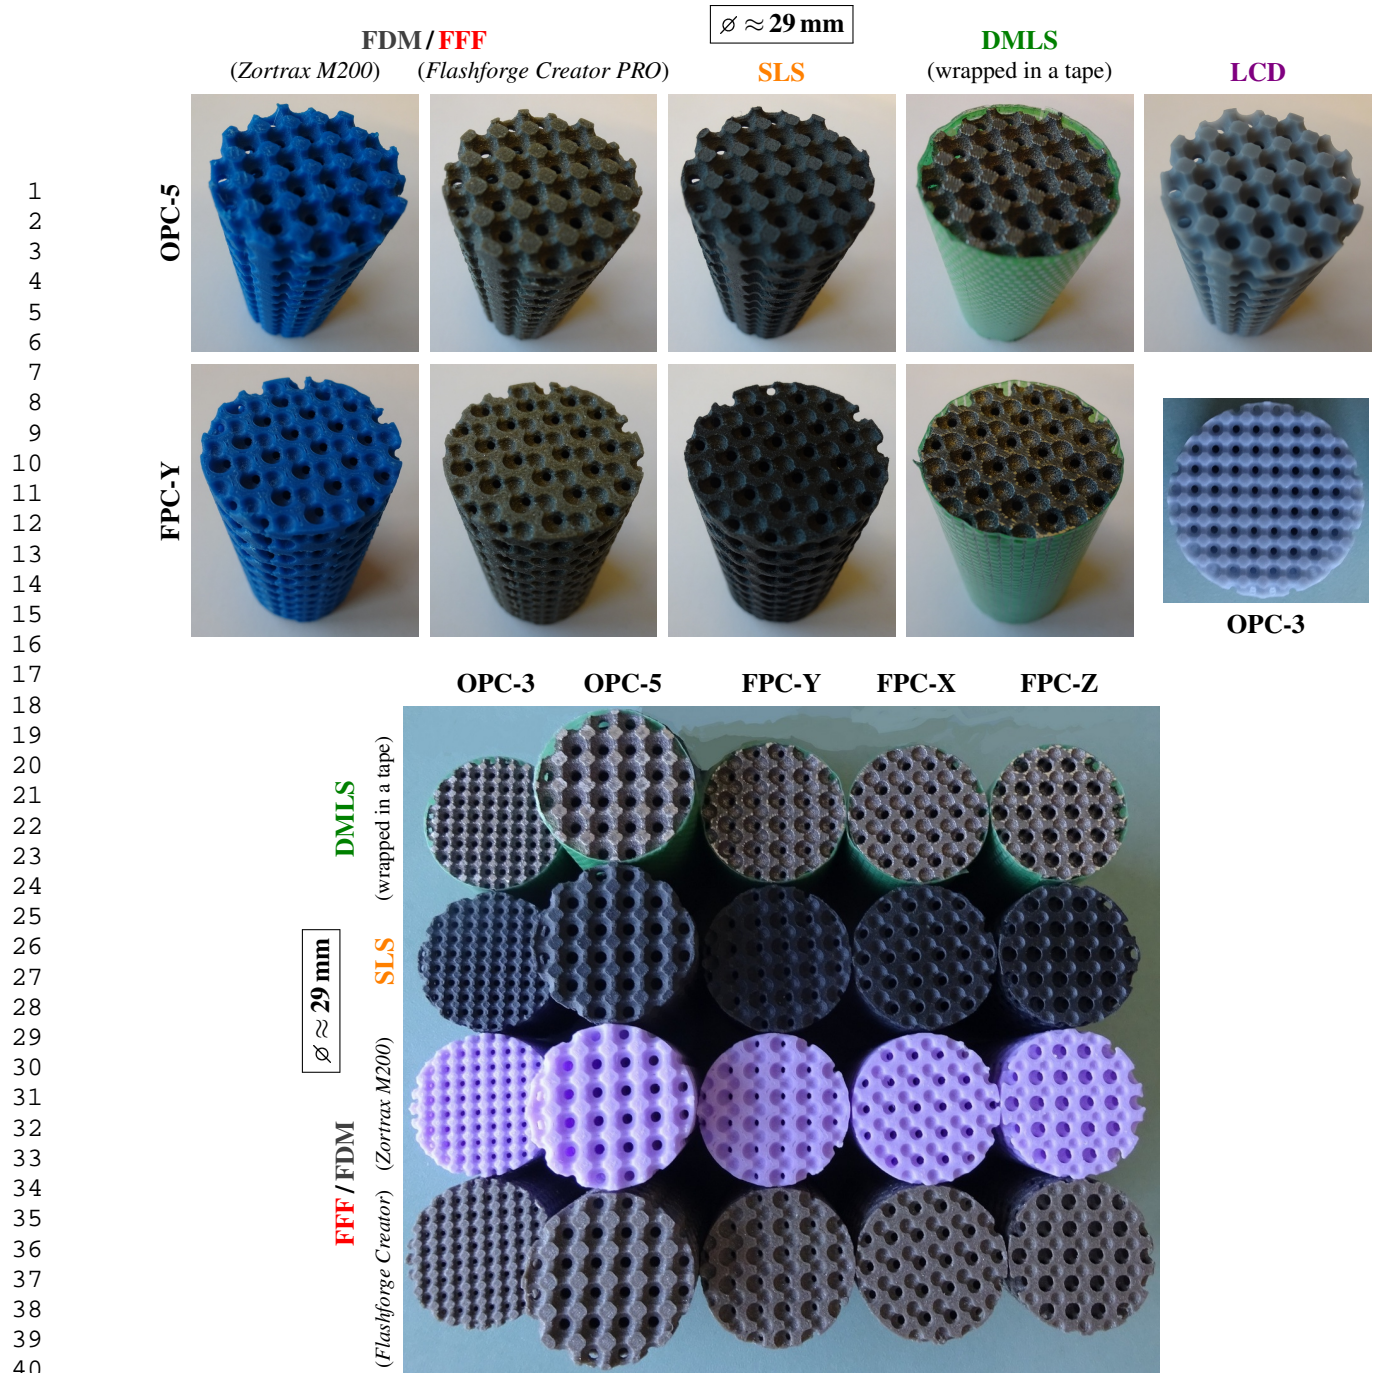 ⌀ ≈ 29 mm
FDM / FFF
DMLS
(Zortrax M200)
(Flashforge Creator PRO)
SLS
(wrapped in a tape)
LCD
OPC-5
FPC-Y
OPC-3
1
2
3
4
5
6
7
8
9
10
11
12
13
14
15
16
17
18
19
20
21
22
23
24
25
26
27
28
29
30
31
32
33
34
35
36
37
38
39
40
OPC-3
OPC-5
FPC-Y
FPC-X
FPC-Z
DMLS
(wrapped in a tape)
SLS
⌀ ≈ 29 mm
FFF / FDM
(Zortrax M200)
(Flashforge Creator)